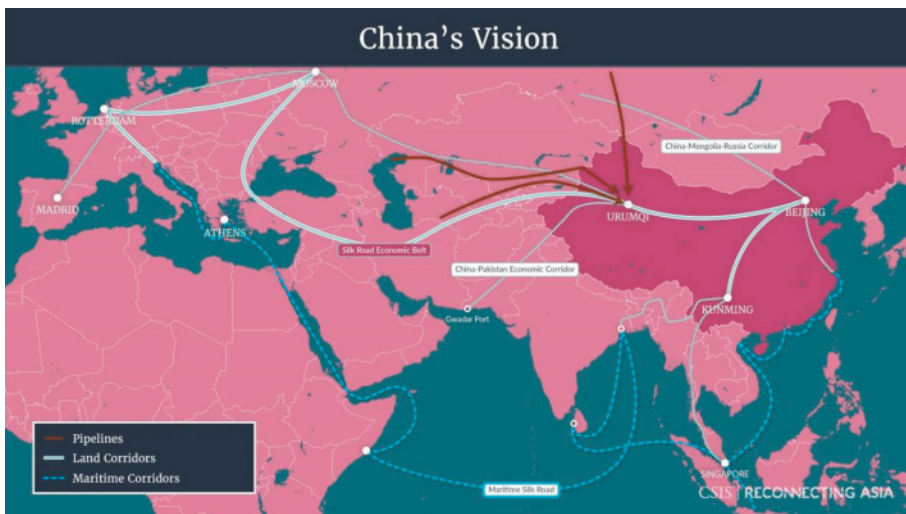 China's Vision
MOSCOW
ROTTERDAM
China-Mongolia-Russia Corridor
MADRID
URUMQI
BEIJING
ATHENS
Silk Road Economic Belt
China-Pakistan Economic Corridor
KUNMING
Gwadar Port
Pipelines
Land Corridors
Maritime Corridors
SINGAPORE
Maritime Silk Road
CSIS | RECONNECTING ASIA